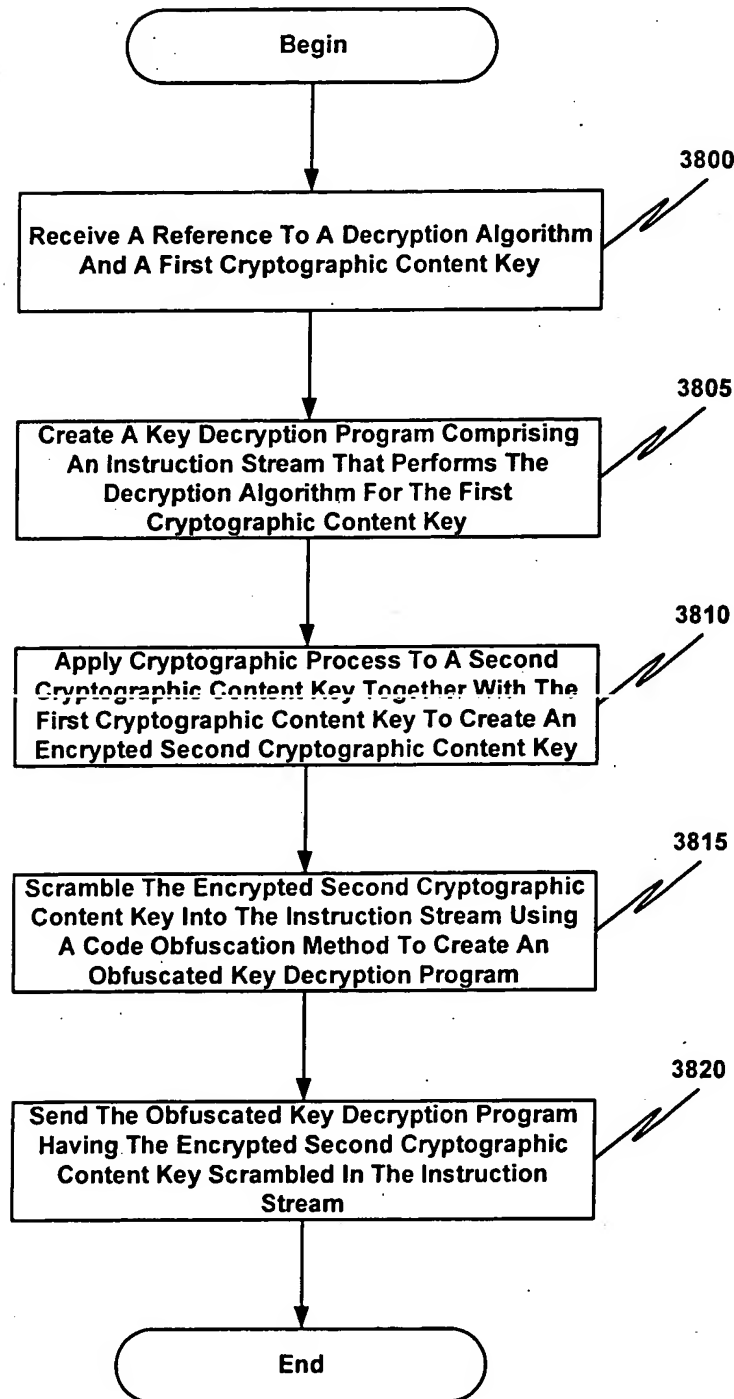 Begin
3800
Receive A Reference To A Decryption Algorithm
And A First Cryptographic Content Key
3805
Create A Key Decryption Program Comprising
An Instruction Stream That Performs The
Decryption Algorithm For The First
Cryptographic Content Key
3810
Apply Cryptographic Process To A Second
Cryptographic Content Key Together With The
First Cryptographic Content Key To Create An
Encrypted Second Cryptographic Content Key
3815
Scramble The Encrypted Second Cryptographic
Content Key Into The Instruction Stream Using
A Code Obfuscation Method To Create An
Obfuscated Key Decryption Program
3820
Send The Obfuscated Key Decryption Program
Having The Encrypted Second Cryptographic
Content Key Scrambled In The Instruction
Stream
End